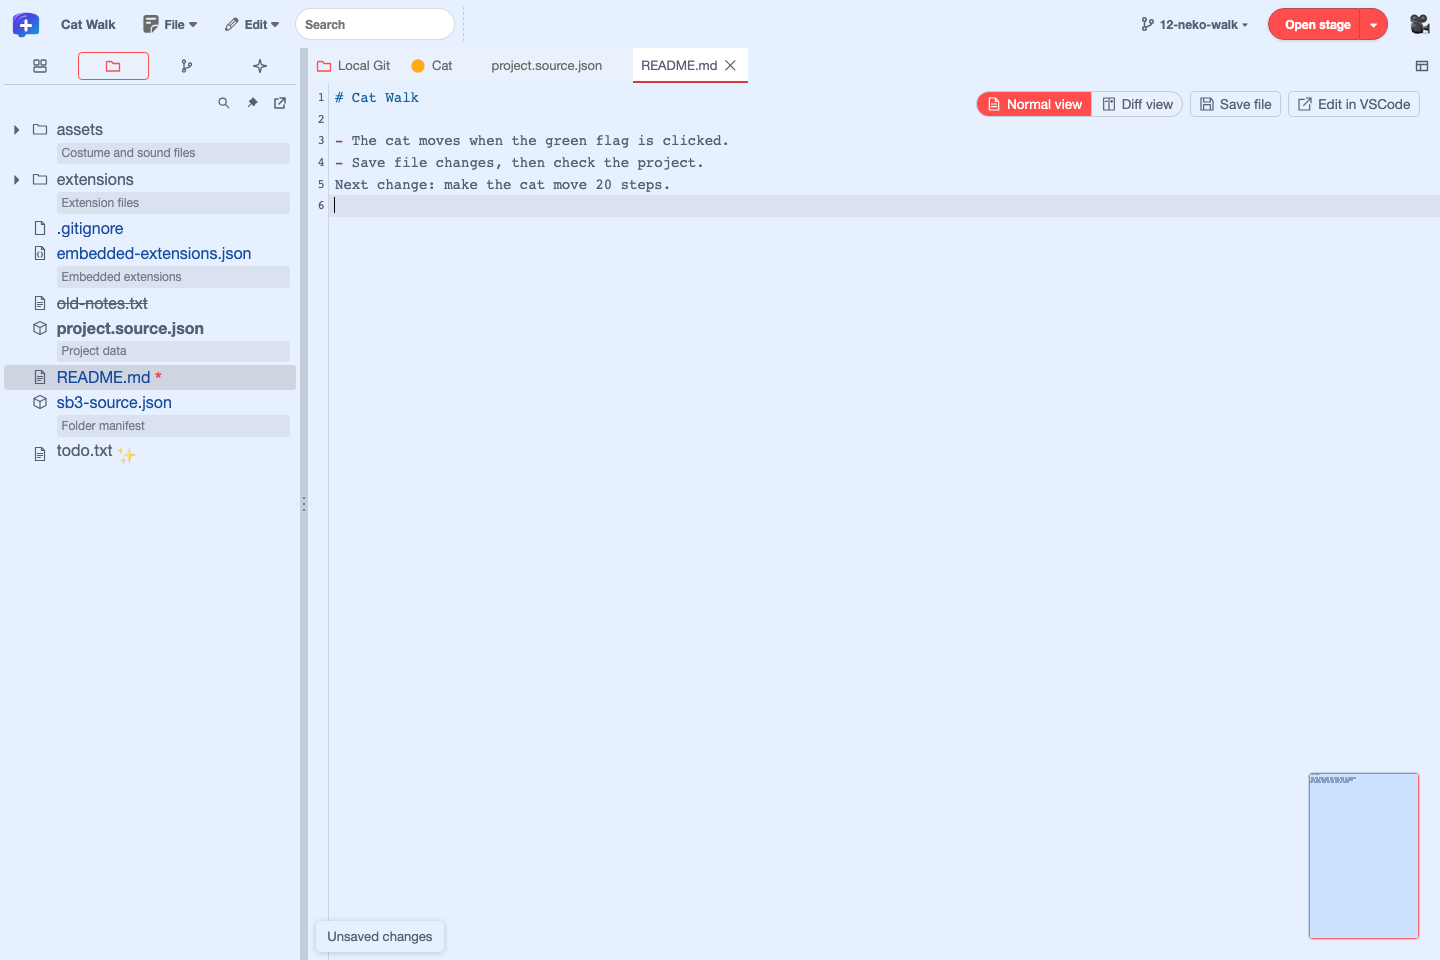 Cat Walk
File
Edit
Search
12-neko-walk
Open stage
Local Git
Cat
project.source.json
README.md
assets
Costume and sound files
extensions
Extension files
.gitignore
embedded-extensions.json
Embedded extensions
old-notes.txt
project.source.json
Project data
README.md *
sb3-source.json
Folder manifest
todo.txt
Normal view
Diff view
Save file
Edit in VSCode
1 # Cat Walk
2
3 - The cat moves when the green flag is clicked.
4 - Save file changes, then check the project.
5 Next change: make the cat move 20 steps.
6
Unsaved changes